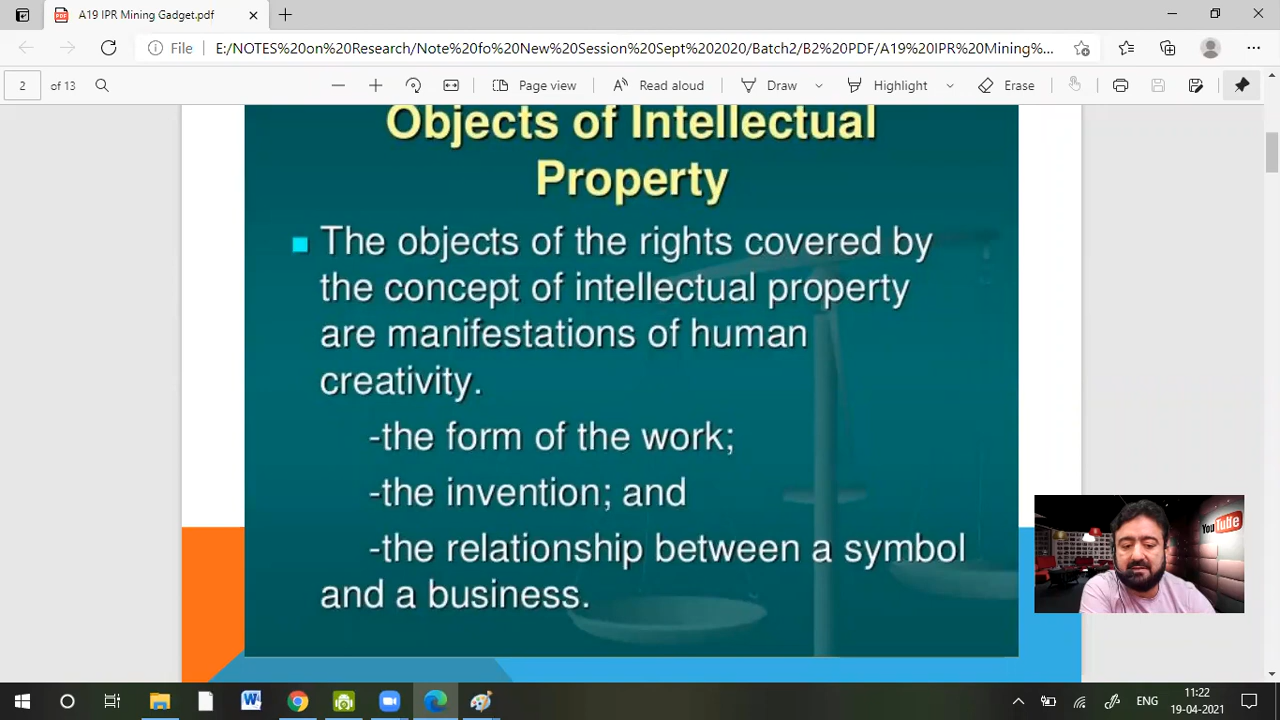 A19 IPR Mining Gadget.pdf
File E:/NOTES%20on%20Research/Note%20fo%20New%20Session%20Sept%202020/Batch2/B2%20PDF/A19%20IPR%20Mining%...
2 of 13 Page view Read aloud Draw Highlight Erase
Objects of Intellectual
Property
The objects of the rights covered by
the concept of intellectual property
are manifestations of human
creativity.
-the form of the work;
-the invention; and
-the relationship between a symbol
and a business.
YouTube
ENG 11:22
19-04-2021